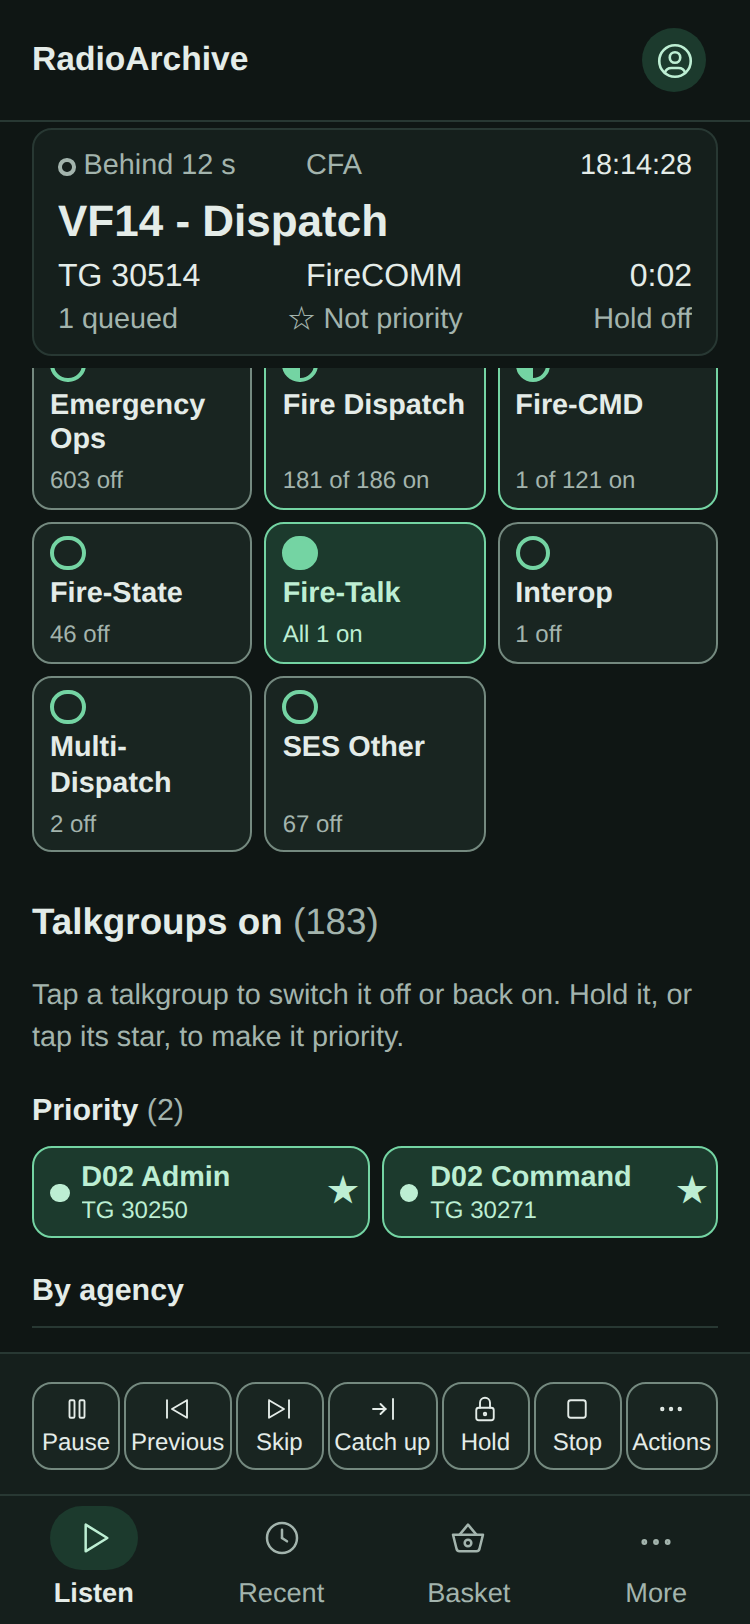 RadioArchive
Behind 12 s CFA 18:14:28
VF14 - Dispatch
TG 30514 FireCOMM 0:02
1 queued ☆ Not priority Hold off
Emergency Ops
603 off
Fire Dispatch
181 of 186 on
Fire-CMD
1 of 121 on
Fire-State
46 off
Fire-Talk
All 1 on
Interop
1 off
Multi-
Dispatch
2 off
SES Other
67 off
Talkgroups on (183)
Tap a talkgroup to switch it off or back on. Hold it, or
tap its star, to make it priority.
Priority (2)
D02 Admin
TG 30250
★
D02 Command
TG 30271
★
By agency
Pause Previous Skip Catch up Hold Stop Actions
Listen Recent Basket More